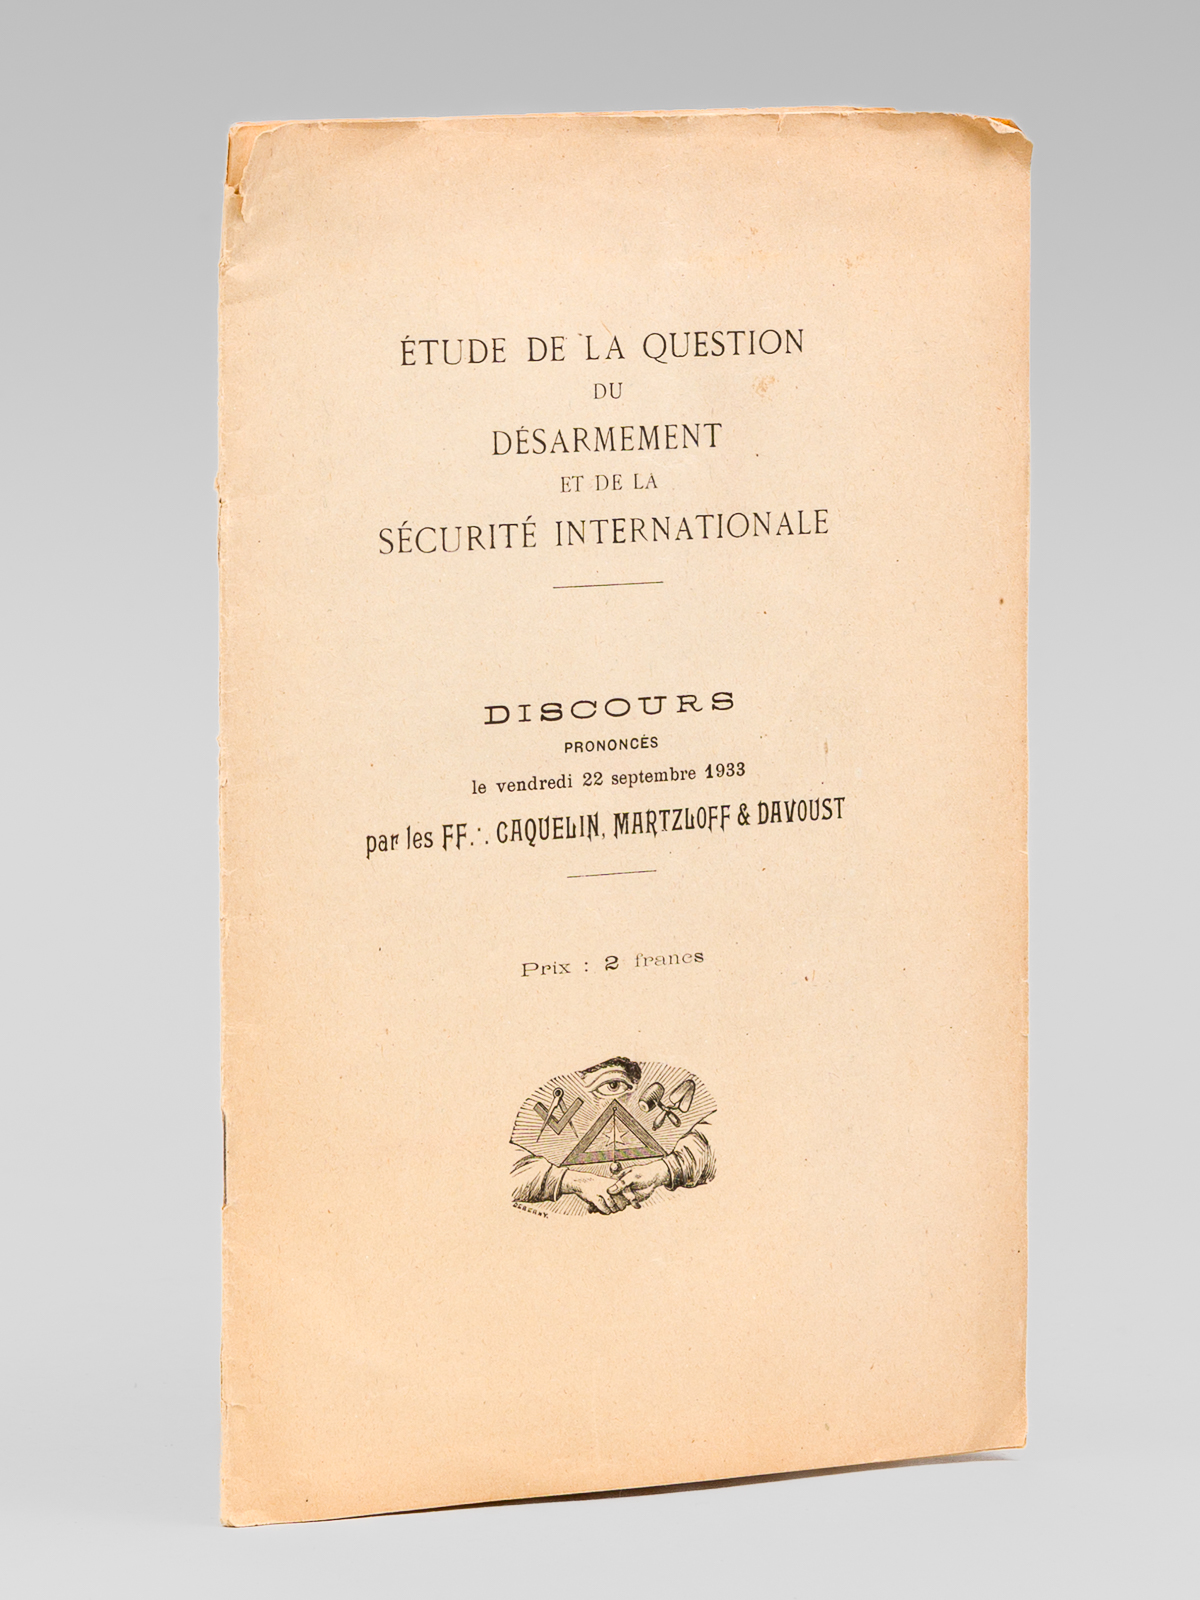 ÉTUDE DE LA QUESTION
DU
DÉSARMEMENT
ET DE LA
SÉCURITÉ INTERNATIONALE
DISCOURS
PRONONCÉS
le vendredi 22 septembre 1933
par les FF∴ CAQUELIN, MARTZLOFF & DAVOUST
Prix : 2 francs
DEBERNY.